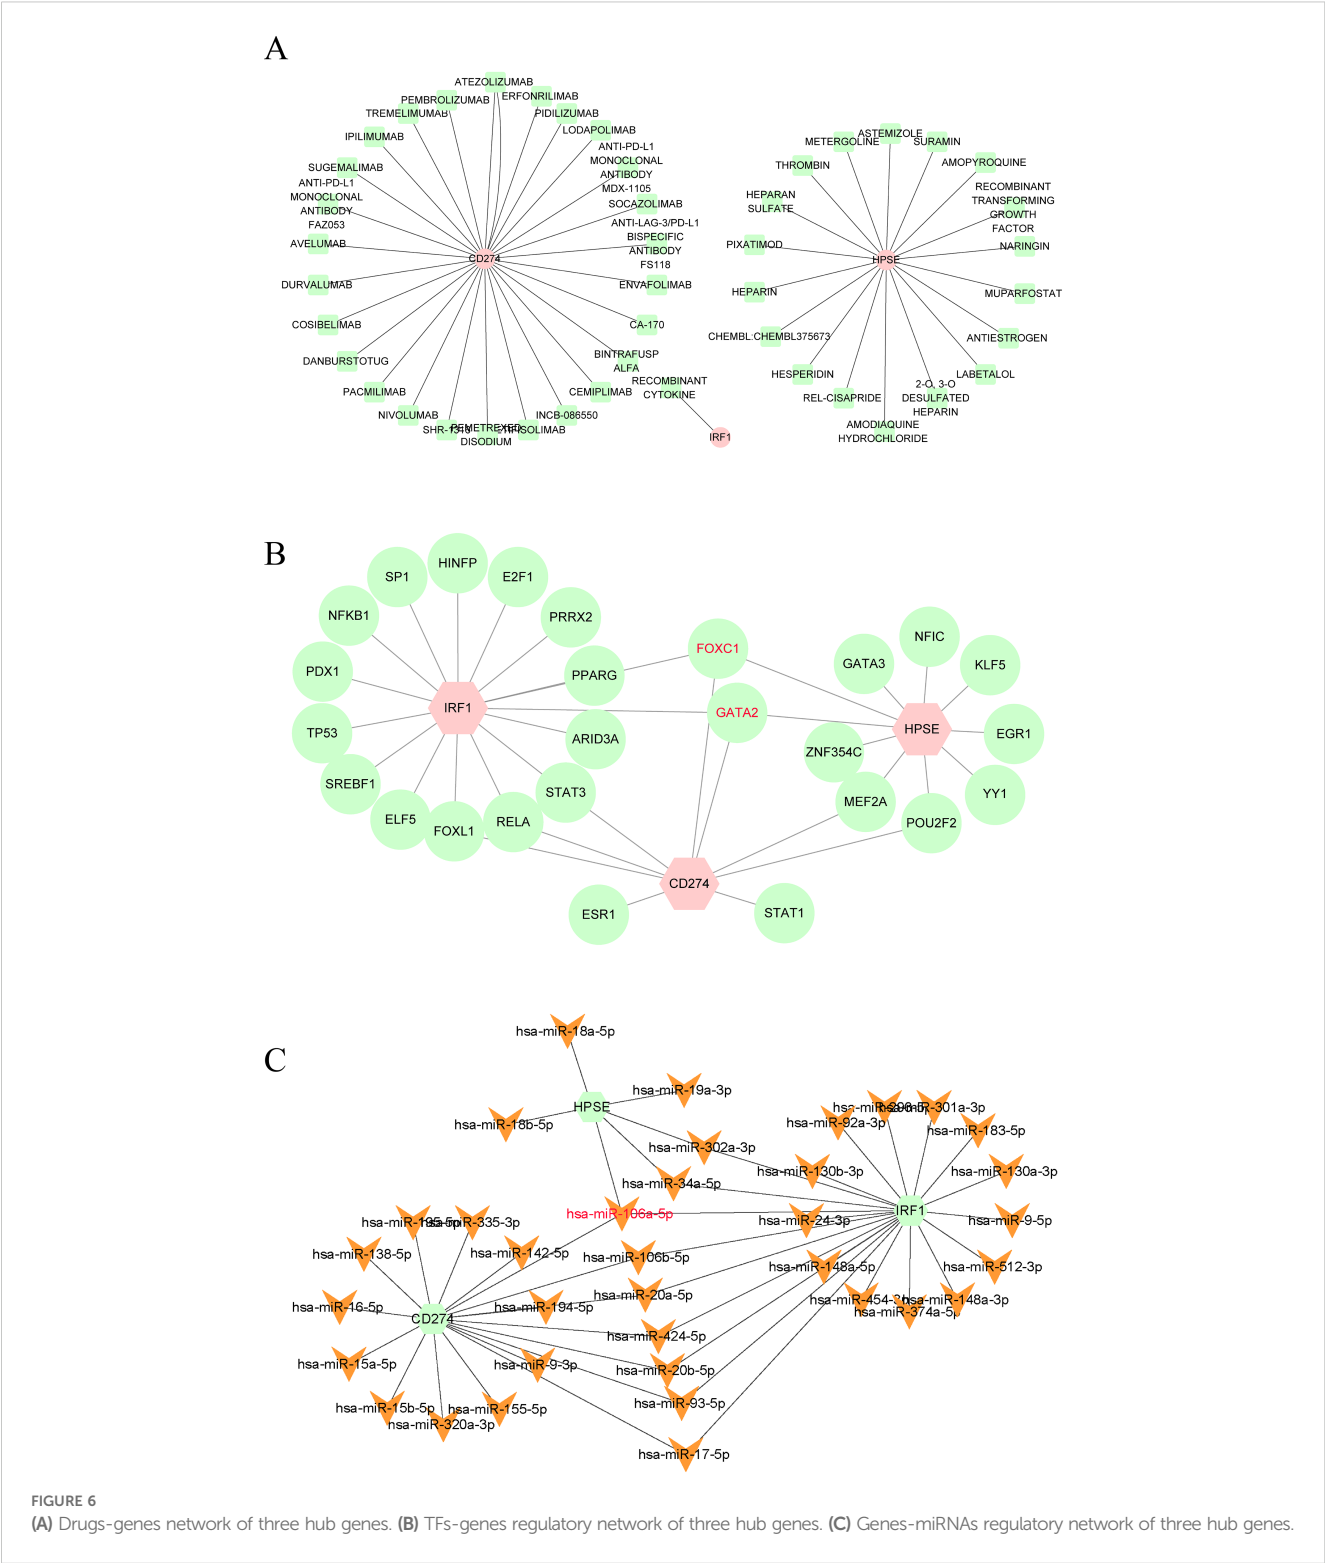 A
ATEZOLIZUMAB
PEMBROLIZUMAB
ERFONRILIMAB
TREMELIMUMAB
PIDILIZUMAB
IPILIMUMAB
LODAPOLIMAB
SUGEMALIMAB
ANTI-PD-L1
MONOCLONAL
ANTIBODY
MDX-1105
ANTI-PD-L1
MONOCLONAL
ANTIBODY
FAZ053
SOCAZOLIMAB
AVELUMAB
ANTI-LAG-3/PD-L1
BISPECIFIC
ANTIBODY
FS118
CD274
DURVALUMAB
ENVAFOLIMAB
COSIBELIMAB
CA-170
DANBURSTOTUG
BINTRAFUSP
ALFA
PACMILIMAB
CEMIPLIMAB
RECOMBINANT
CYTOKINE
NIVOLUMAB
INCB-086550
SHR-1316
PEMETREXED
DISODIUM
IRF1
ASTEMIZOLE
METERGOLINE
SURAMIN
THROMBIN
AMOPYROQUINE
HEPARAN
SULFATE
RECOMBINANT
TRANSFORMING
GROWTH
FACTOR
PIXATIMOD
NARINGIN
HPSE
HEPARIN
MUPARFOSTAT
CHEMBL:CHEMBL375673
ANTIESTROGEN
HESPERIDIN
LABETALOL
REL-CISAPRIDE
2-O, 3-O
DESULFATED
HEPARIN
AMODIAQUINE
HYDROCHLORIDE
B
HINFP
SP1
E2F1
NFKB1
PRRX2
PDX1
PPARG
FOXC1
IRF1
GATA2
TP53
ARID3A
SREBF1
STAT3
ELF5
FOXL1
RELA
NFIC
GATA3
KLF5
HPSE
EGR1
ZNF354C
MEF2A
YY1
POU2F2
CD274
ESR1
STAT1
C
hsa-miR-18a-5p
hsa-miR-19a-3p
HPSE
hsa-miR-18b-5p
hsa-miR-302a-3p
hsa-miR-34a-5p
hsa-miR-106a-5p
hsa-miR-301a-3p
hsa-miR-92a-3p
hsa-miR-183-5p
hsa-miR-130b-3p
hsa-miR-130a-3p
IRF1
hsa-miR-24-3p
hsa-miR-9-5p
hsa-miR-148a-5p
hsa-miR-512-3p
hsa-miR-148a-3p
hsa-miR-374a-5p
hsa-miR-335-3p
hsa-miR-138-5p
hsa-miR-142-5p
hsa-miR-106b-5p
hsa-miR-16-5p
hsa-miR-194-5p
hsa-miR-20a-5p
CD274
hsa-miR-424-5p
hsa-miR-15a-5p
hsa-miR-9-3p
hsa-miR-20b-5p
hsa-miR-15b-5p
hsa-miR-155-5p
hsa-miR-93-5p
hsa-miR-320a-3p
hsa-miR-17-5p
FIGURE 6
(A) Drugs-genes network of three hub genes. (B) TFs-genes regulatory network of three hub genes. (C) Genes-miRNAs regulatory network of three hub genes.